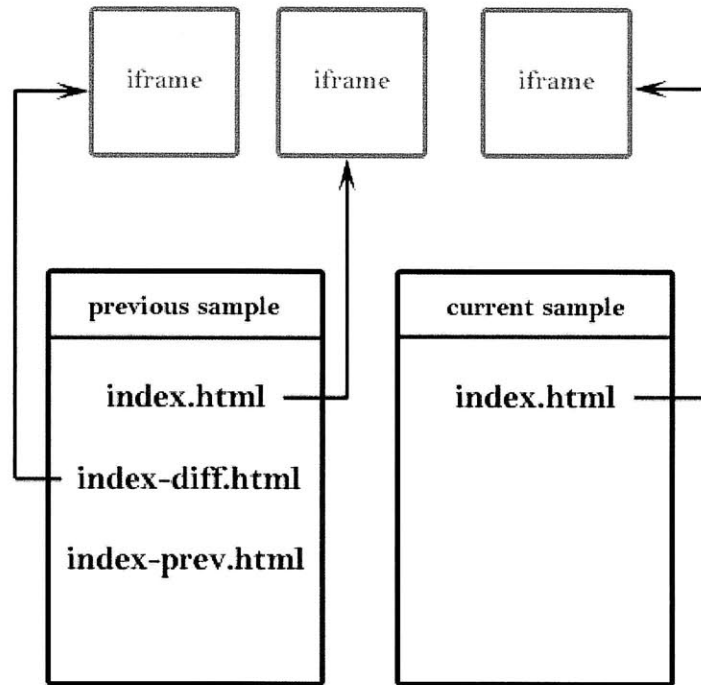 iframe
iframe
iframe
previous sample
current sample
index.html
index.html
index-diff.html
index-prev.html